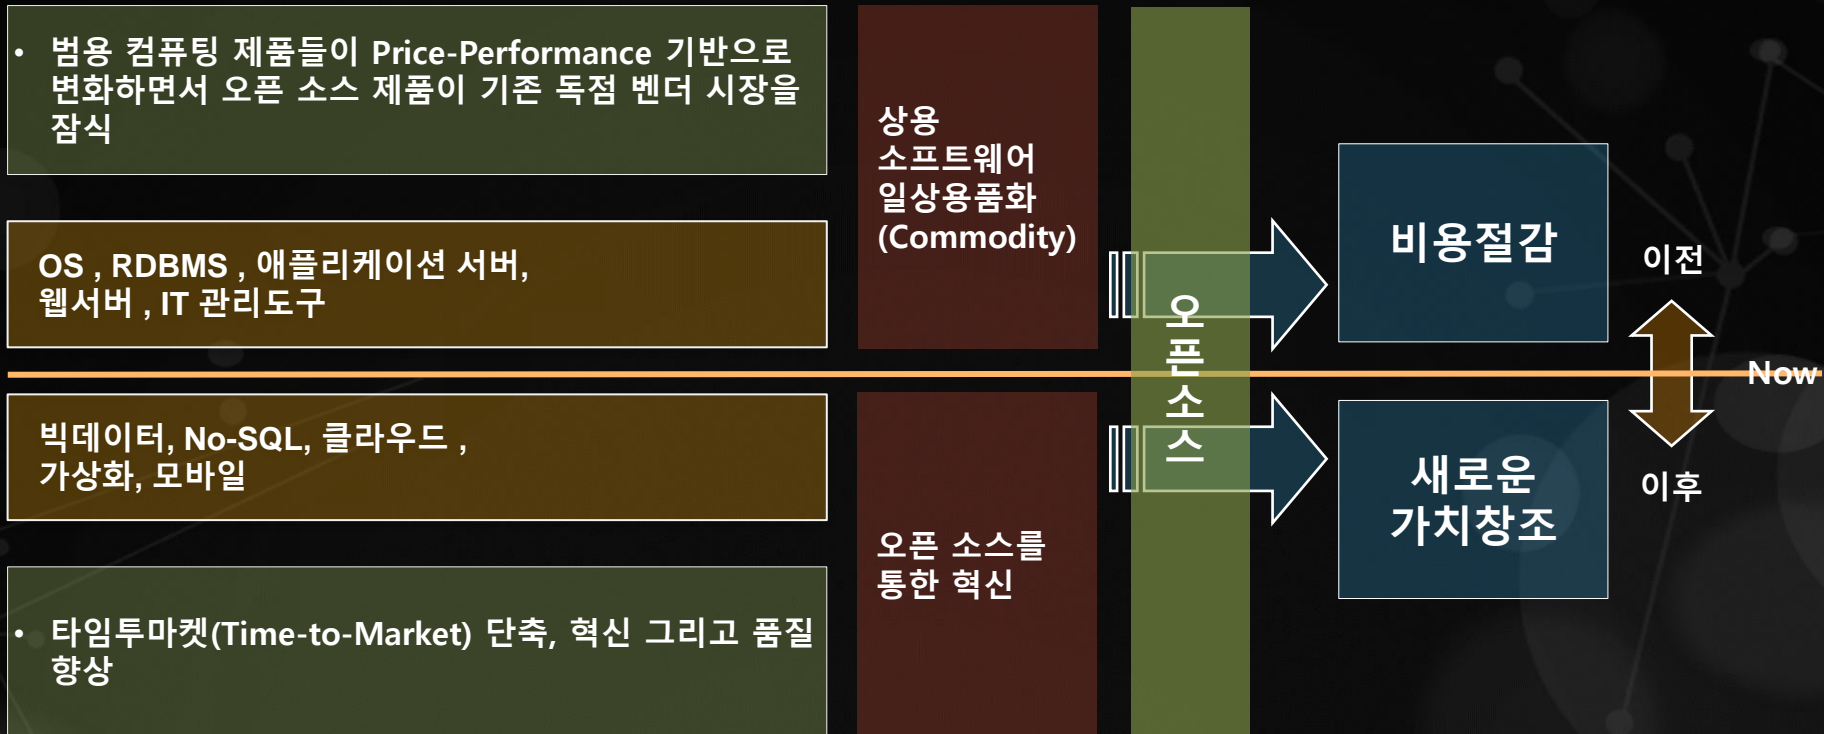 • 범용 컴퓨팅 제품들이 Price-Performance 기반으로
변화하면서 오픈 소스 제품이 기존 독점 벤더 시장을
잠식
OS , RDBMS , 애플리케이션 서버,
웹서버 , IT 관리도구
상용
소프트웨어
일상용품화
(Commodity)
빅데이터, No-SQL, 클라우드 ,
가상화, 모바일
• 타임투마켓(Time-to-Market) 단축, 혁신 그리고 품질
향상
오픈 소스를
통한 혁신
오
픈
소
스
비용절감
새로운
가치창조
이전
Now
이후